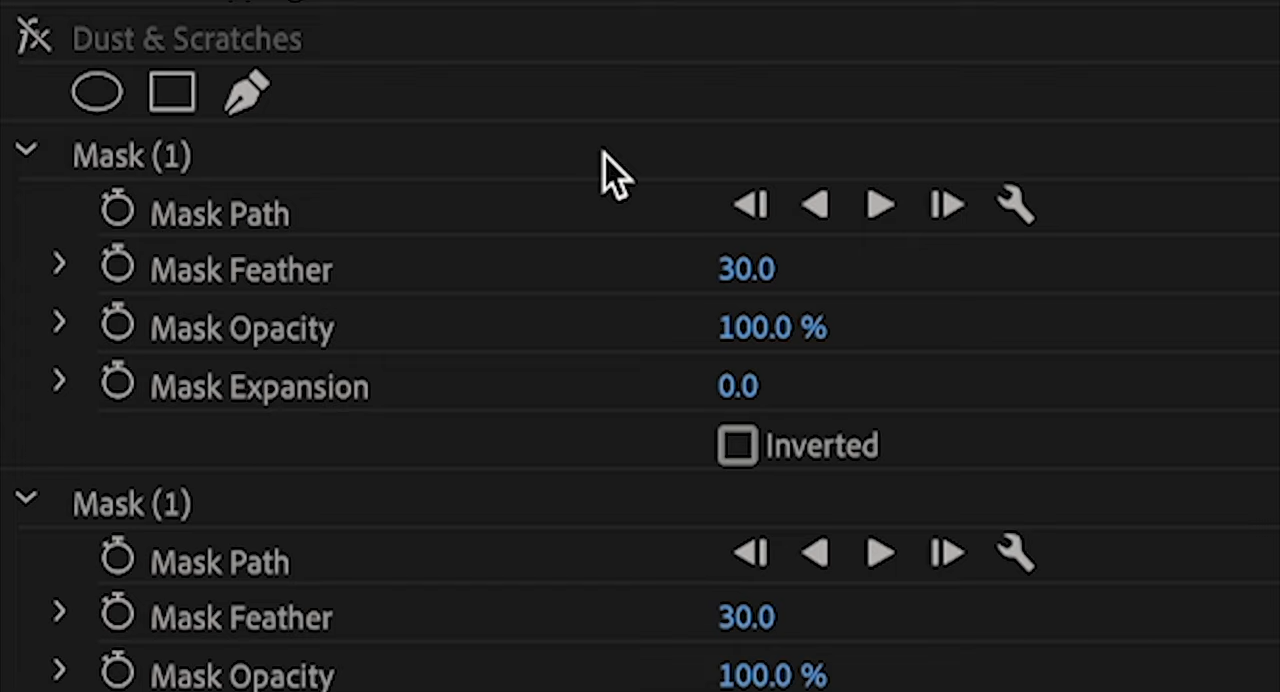 fx Dust & Scratches
Mask (1)
Mask Path
Mask Feather 30.0
Mask Opacity 100.0 %
Mask Expansion 0.0
Inverted
Mask (1)
Mask Path
Mask Feather 30.0
Mask Opacity 100.0 %